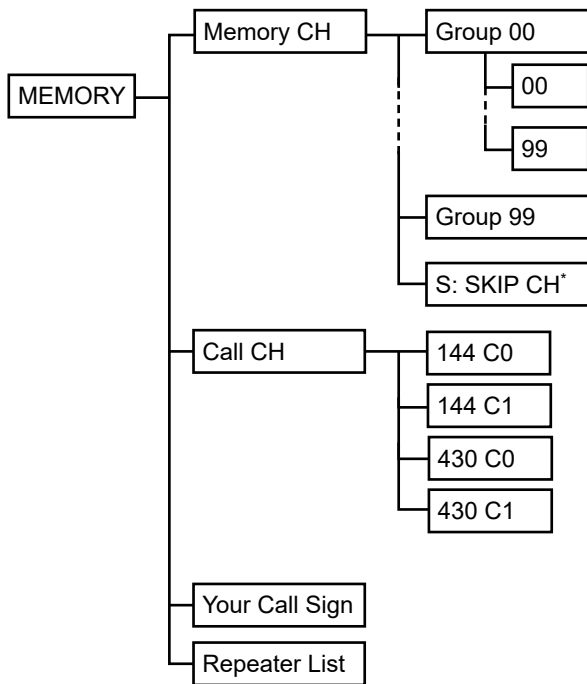 MEMORY
Memory CH
Group 00
00
99
Group 99
S: SKIP CH*
Call CH
144 C0
144 C1
430 C0
430 C1
Your Call Sign
Repeater List